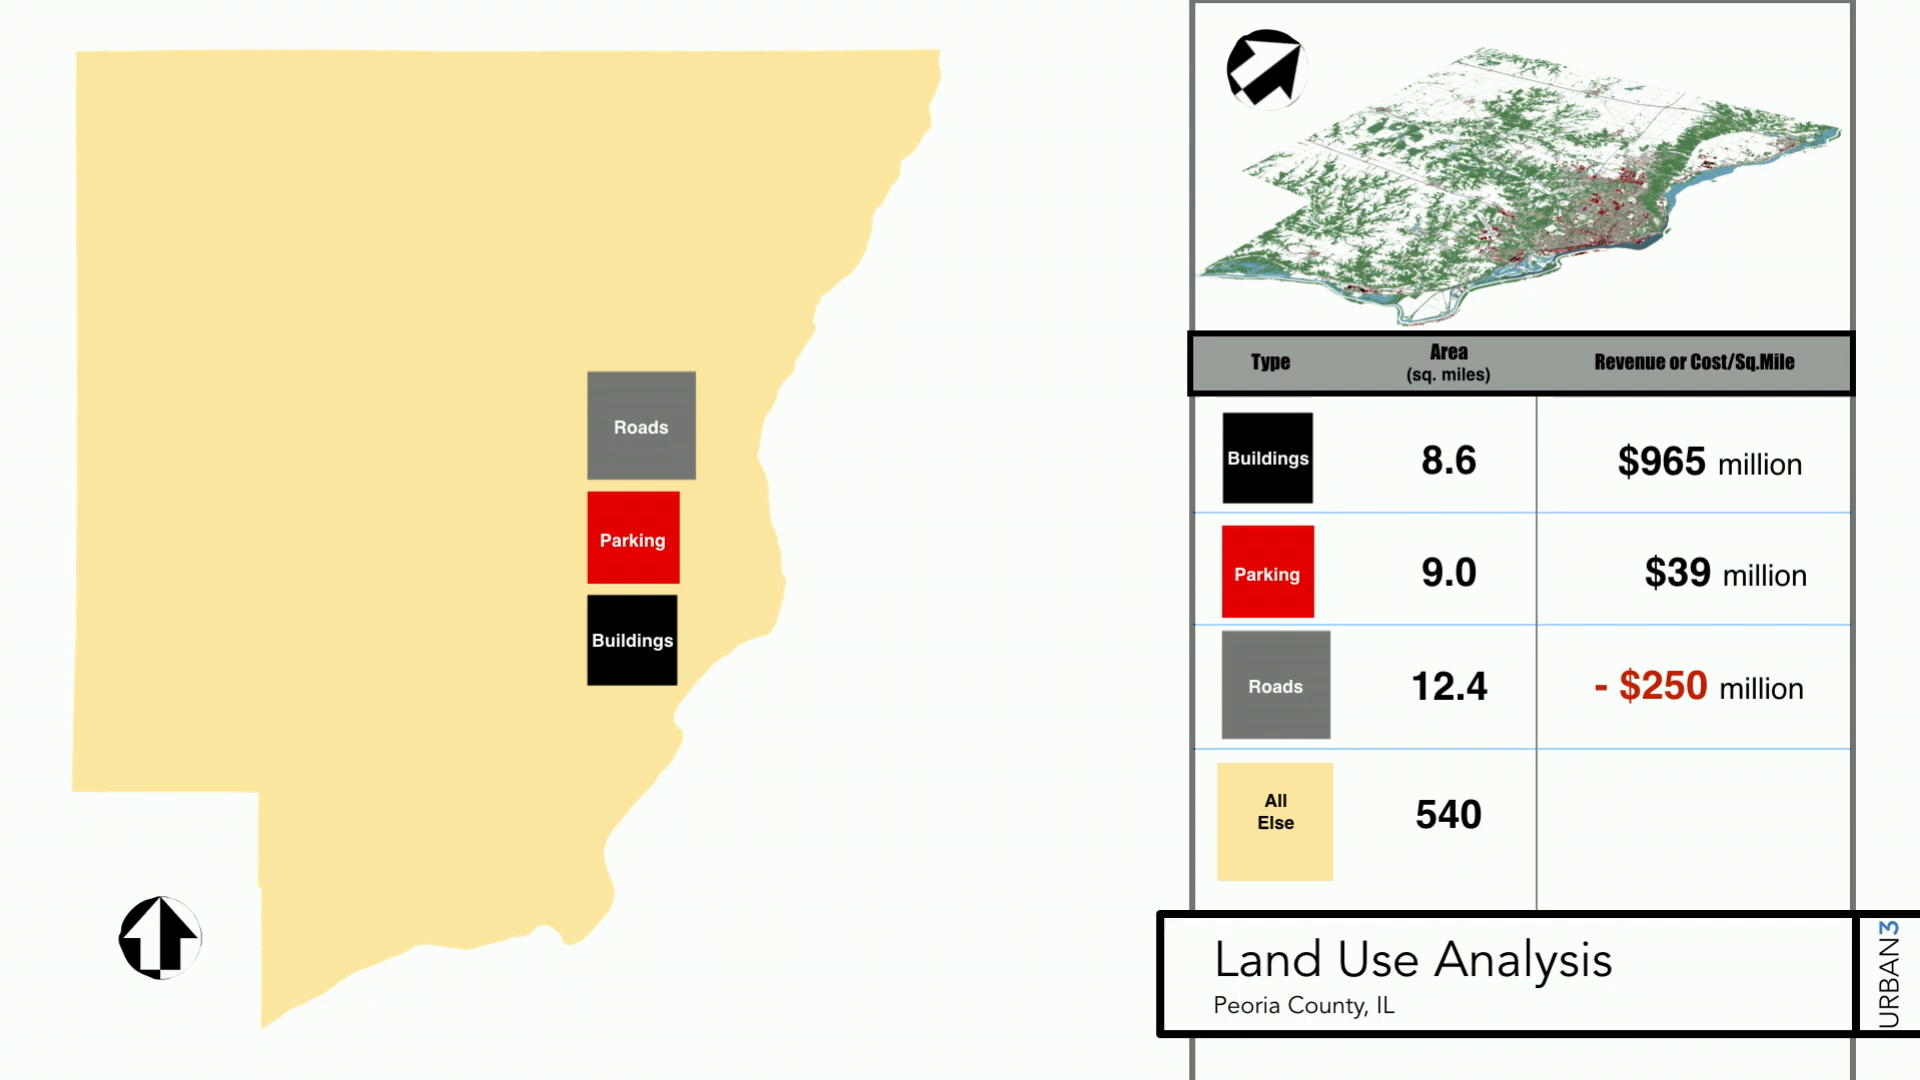 Roads
Parking
Buildings
Type
Area
(sq. miles)
Revenue or Cost/Sq.Mile
Buildings
8.6
$965 million
Parking
9.0
$39 million
Roads
12.4
- $250 million
All
Else
540
Land Use Analysis
Peoria County, IL
URBAN3